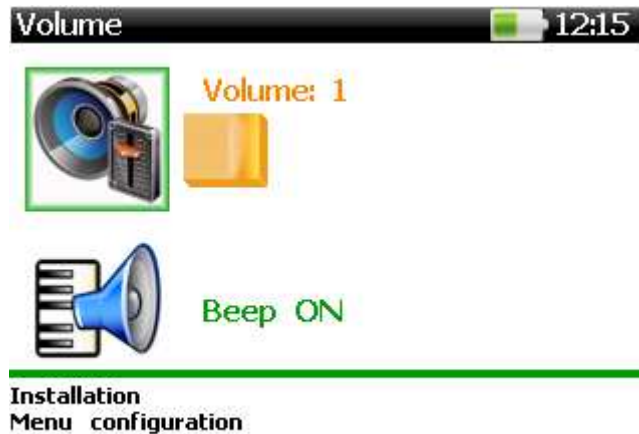 Volume 12:15
Volume: 1
Beep ON
Installation
Menu configuration